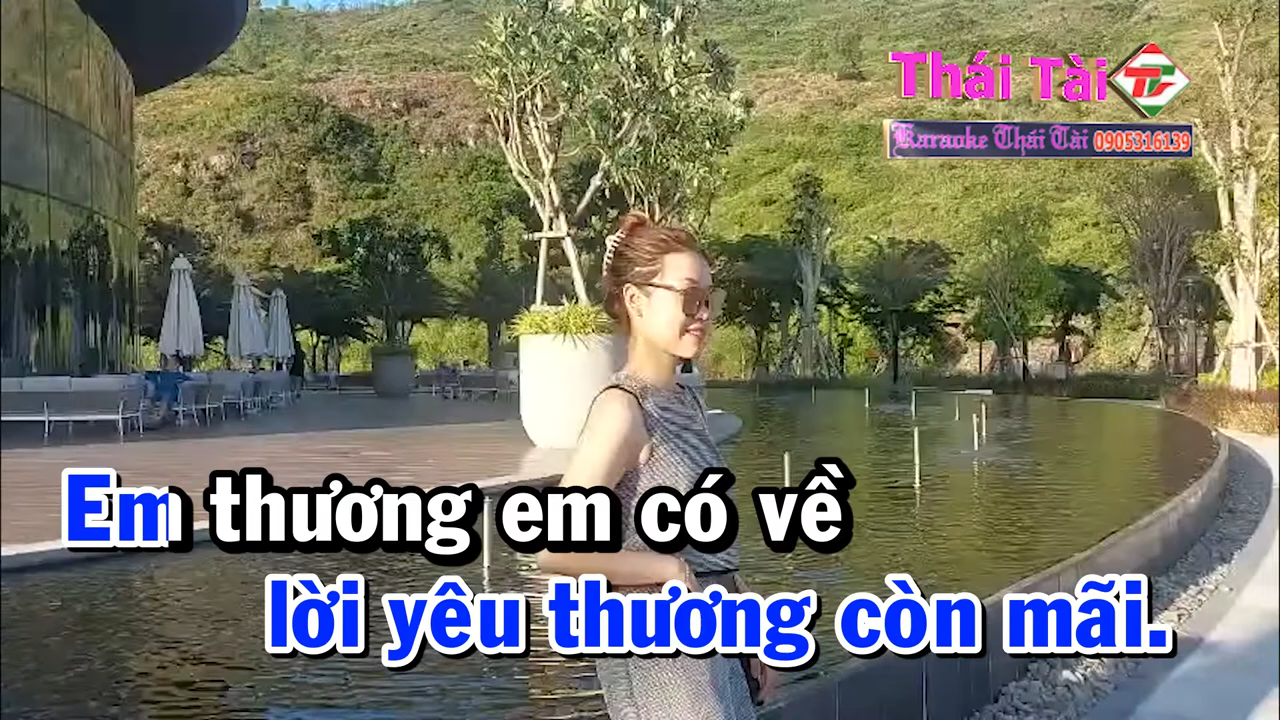 Thái Tài
Karaoke Thái Tài 0905316139
Em thương em có về
lời yêu thương còn mãi.